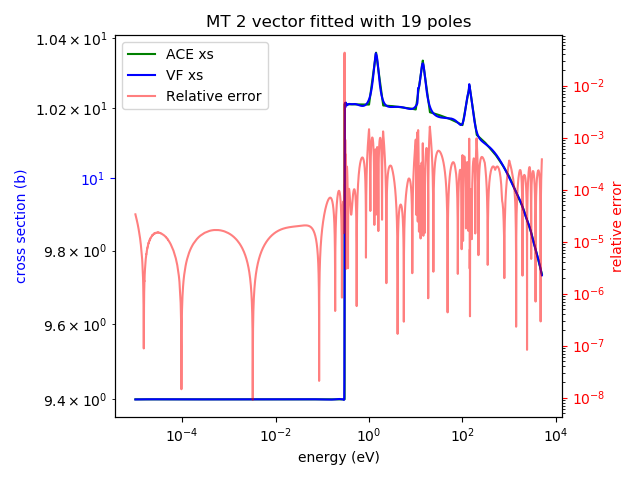 MT 2 vector fitted with 19 poles
ACE xs
VF xs
Relative error
1.04 × 10¹
1.02 × 10¹
10¹
9.8 × 10⁰
9.6 × 10⁰
9.4 × 10⁰
cross section (b)
10⁻²
10⁻³
10⁻⁴
10⁻⁵
10⁻⁶
10⁻⁷
10⁻⁸
relative error
10⁻⁴ 10⁻² 10⁰ 10² 10⁴
energy (eV)